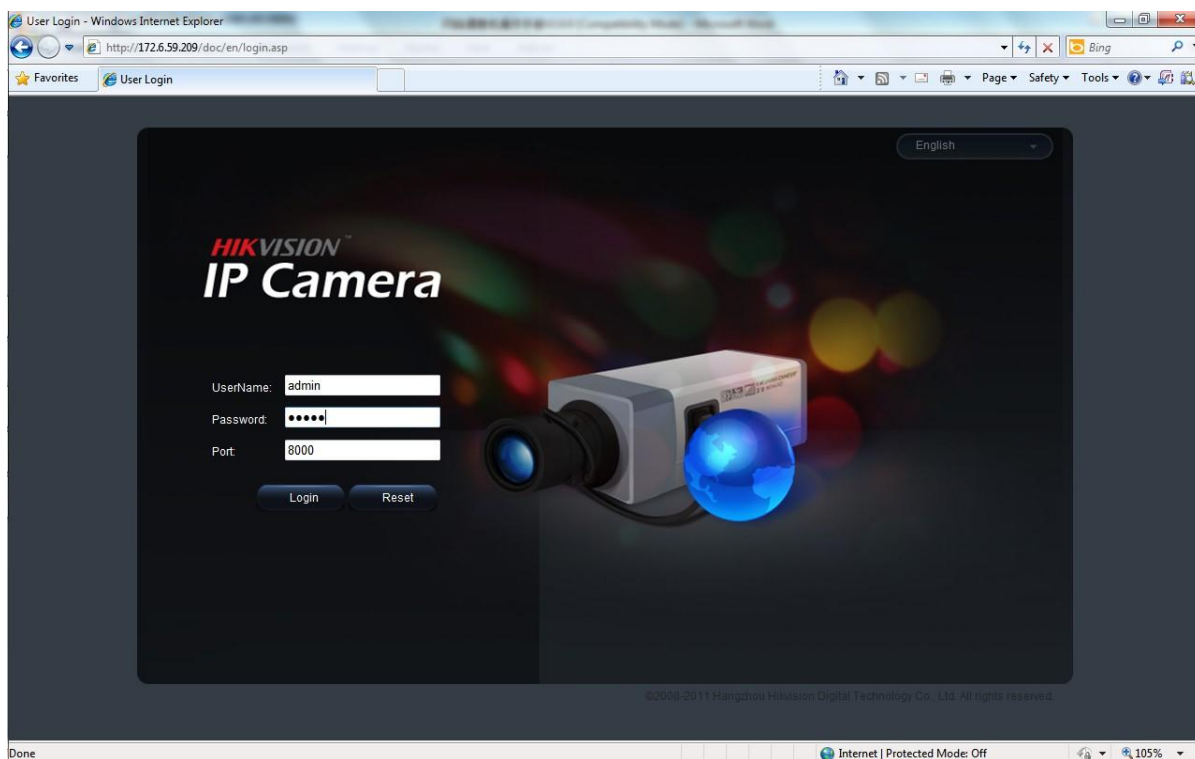 User Login - Windows Internet Explorer
http://172.6.59.209/doc/en/login.asp
Bing
Favorites
User Login
Page
Safety
Tools
English
HIKVISION™
IP Camera
UserName:
admin
Password:
•••••
Port:
8000
Login
Reset
©2008-2011 Hangzhou Hikvision Digital Technology Co., Ltd. All rights reserved.
Done
Internet | Protected Mode: Off
105%